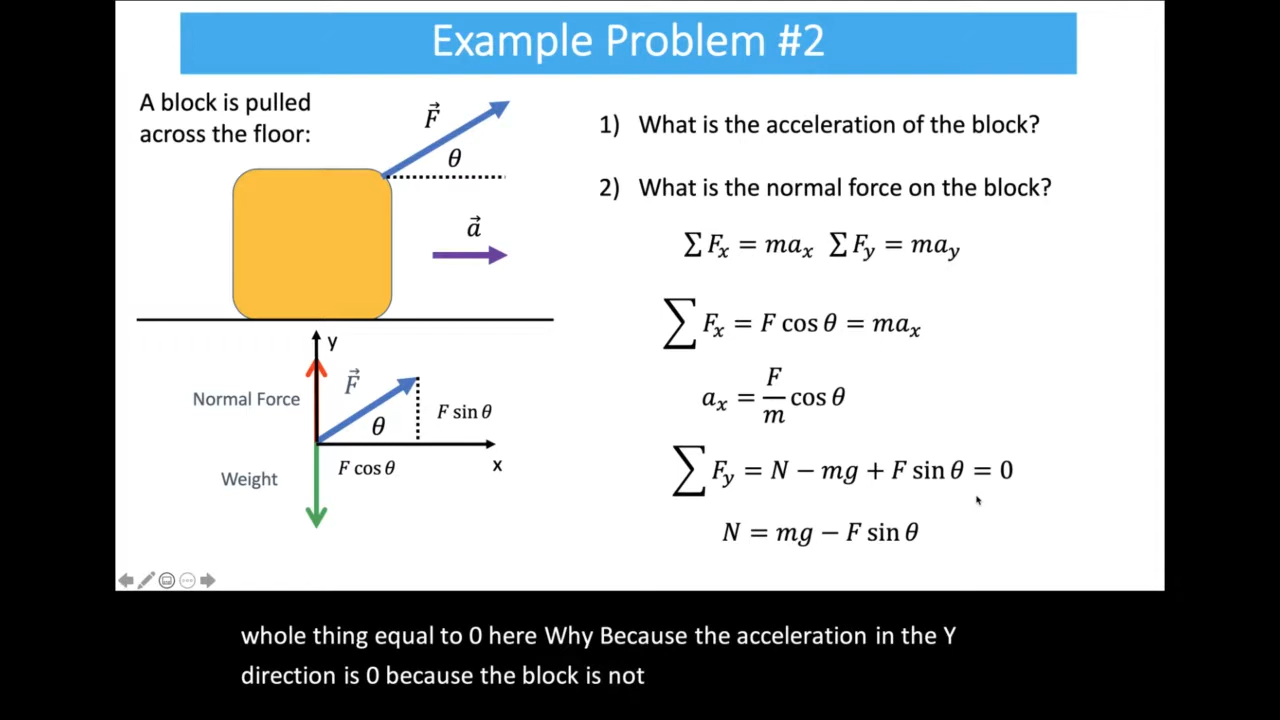 Example Problem #2
A block is pulled
across the floor:
F⃗
θ
a⃗
y
Normal Force
F⃗
θ
F sin θ
F cos θ
x
Weight
1) What is the acceleration of the block?
2) What is the normal force on the block?
∑ Fₓ = maₓ ∑ F_y = ma_y
∑ Fₓ = F cos θ = maₓ
aₓ = F/m cos θ
∑ F_y = N − mg + F sin θ = 0
N = mg − F sin θ
whole thing equal to 0 here Why Because the acceleration in the Y
direction is 0 because the block is not